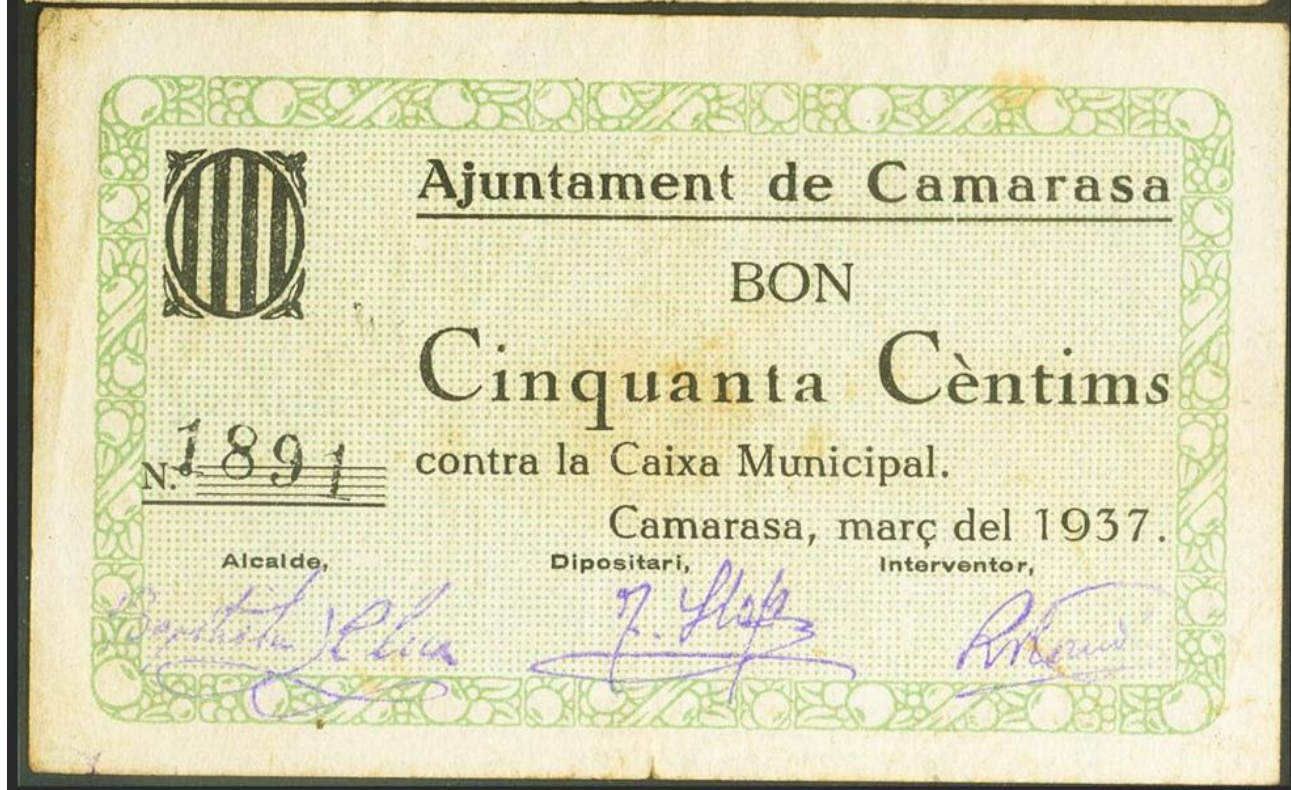 Ajuntament de Camarasa
BON
Cinquanta Cèntims
N.º 1891
contra la Caixa Municipal.
Camarasa, març del 1937.
Alcalde, Dipositari, Interventor,